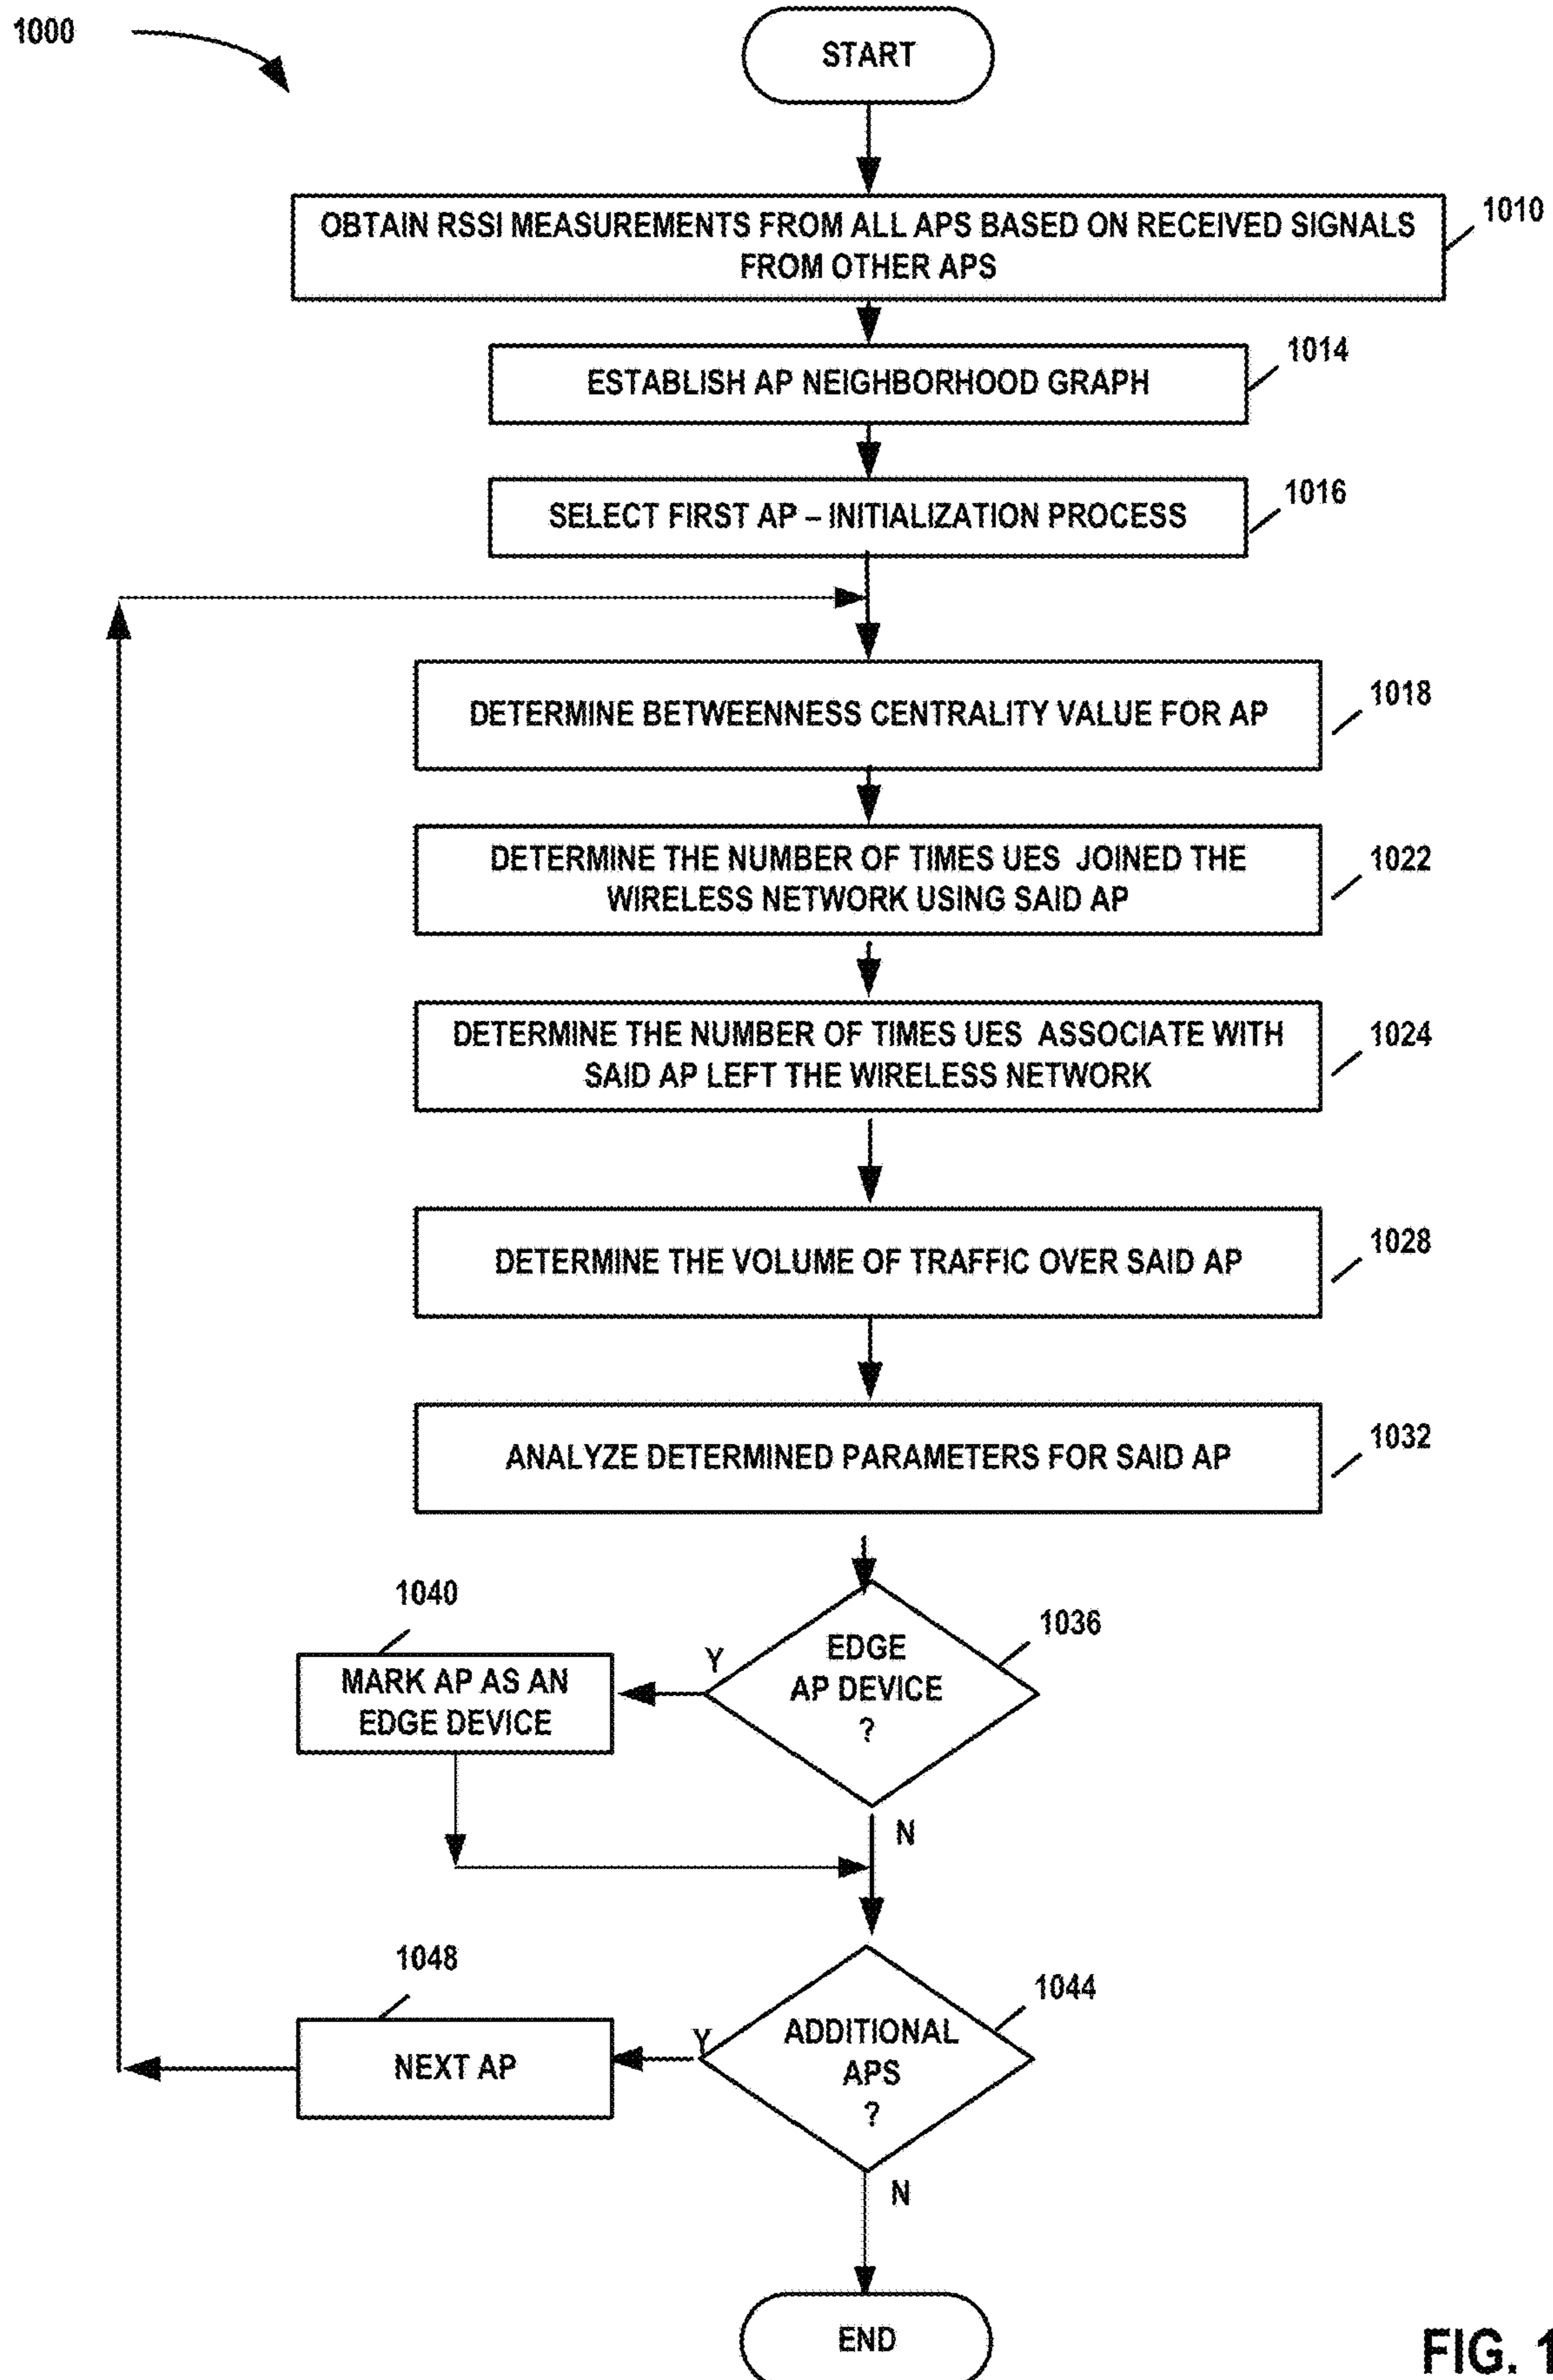 1000
START
OBTAIN RSSI MEASUREMENTS FROM ALL APS BASED ON RECEIVED SIGNALS
FROM OTHER APS
1010
ESTABLISH AP NEIGHBORHOOD GRAPH
1014
SELECT FIRST AP – INITIALIZATION PROCESS
1016
DETERMINE BETWEENNESS CENTRALITY VALUE FOR AP
1018
DETERMINE THE NUMBER OF TIMES UES JOINED THE
WIRELESS NETWORK USING SAID AP
1022
DETERMINE THE NUMBER OF TIMES UES ASSOCIATE WITH
SAID AP LEFT THE WIRELESS NETWORK
1024
DETERMINE THE VOLUME OF TRAFFIC OVER SAID AP
1028
ANALYZE DETERMINED PARAMETERS FOR SAID AP
1032
EDGE
AP DEVICE
?
1036
Y
1040
MARK AP AS AN
EDGE DEVICE
N
ADDITIONAL
APS
?
1044
Y
1048
NEXT AP
N
END
FIG. 1